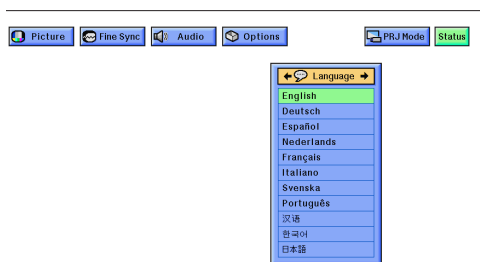 Picture Fine Sync Audio Options PRJ Mode Status
Language
English
Deutsch
Español
Nederlands
Français
Italiano
Svenska
Português
汉语
한국어
日本語